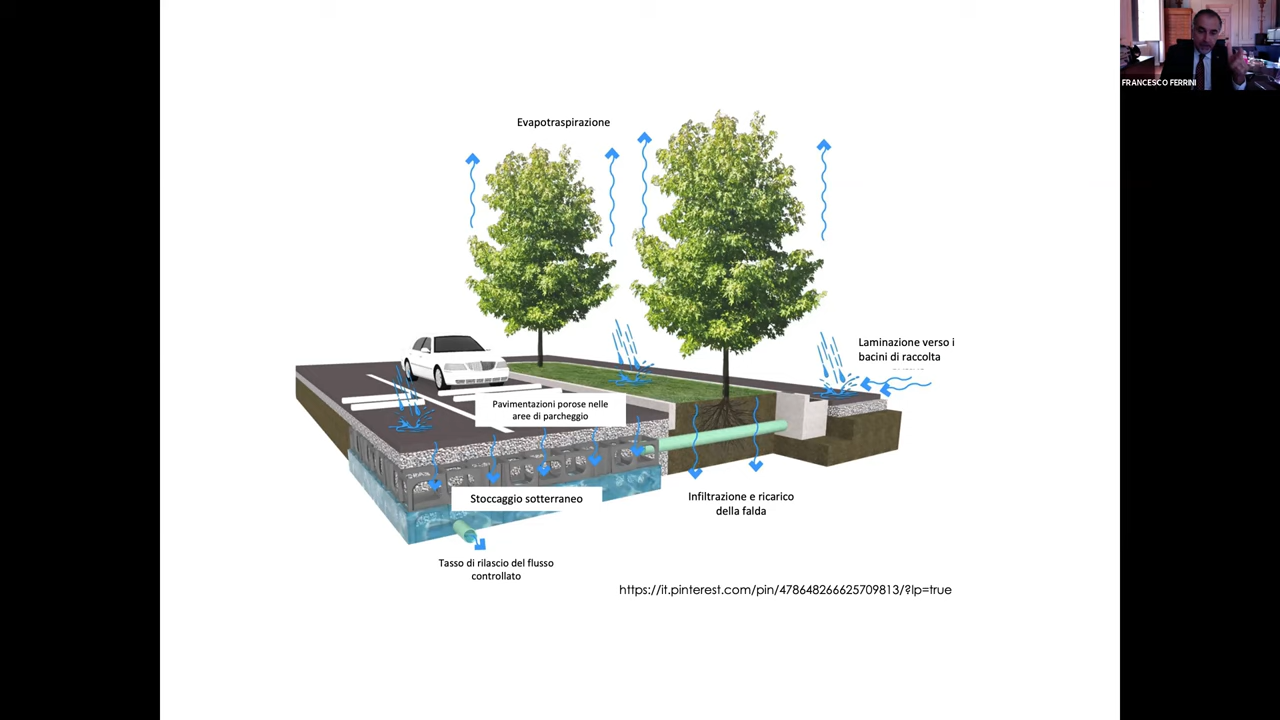 FRANCESCO FERRINI
Evapotraspirazione
Laminazione verso i
bacini di raccolta
Pavimentazioni porose nelle
aree di parcheggio
Stoccaggio sotterraneo
Infiltrazione e ricarico
della falda
Tasso di rilascio del flusso
controllato
https://it.pinterest.com/pin/478648266625709813/?lp=true